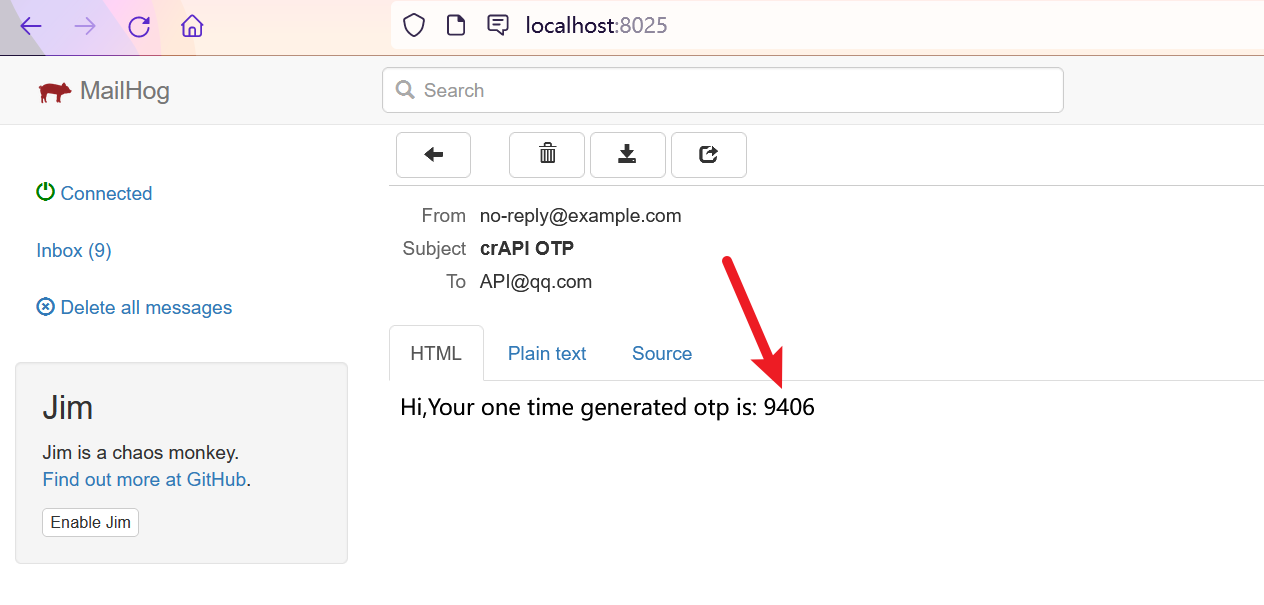 localhost:8025
MailHog
Search
Connected
Inbox (9)
Delete all messages
Jim
Jim is a chaos monkey.
Find out more at GitHub.
Enable Jim
From no-reply@example.com
Subject crAPI OTP
To API@qq.com
HTML Plain text Source
Hi,Your one time generated otp is: 9406